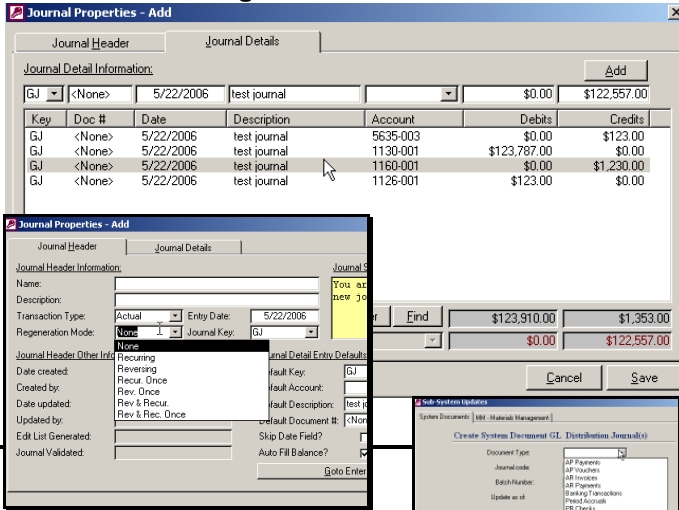 Journal Properties - Add
Journal Header
Journal Details
Journal Detail Information:
Add
GJ <None> 5/22/2006 test journal $0.00 $122,557.00
Key Doc # Date Description Account Debits Credits
GJ <None> 5/22/2006 test journal 5635-003 $0.00 $123.00
GJ <None> 5/22/2006 test journal 1130-001 $123,787.00 $0.00
GJ <None> 5/22/2006 test journal 1160-001 $0.00 $1,230.00
GJ <None> 5/22/2006 test journal 1126-001 $123.00 $0.00
Find $123,910.00 $1,353.00
$0.00 $122,557.00
Cancel Save
Journal Properties - Add
Journal Header
Journal Details
Journal Header Information:
Journal S
Name:
You ar
Description:
new jo
Transaction Type: Actual Entry Date: 5/22/2006
Regeneration Mode: None Journal Key: GJ
None
Recurring
Reversing
Recur. Once
Rev. Once
Rev & Recur.
Rev & Rec. Once
Journal Header Other Info
urnal Detail Entry Defaults
Date created:
efault Key: GJ
Created by:
efault Account:
Date updated:
efault Description: test jo
Updated by:
efault Document #: <Non
Edit List Generated:
Skip Date Field?
Journal Validated:
Auto Fill Balance?
Goto Enter
Sub-System Updates
System Documents
MM - Materials Management
Create System Document GL Distribution Journal(s)
Document Type:
Journal code:
Batch Number:
Update as of:
AP Payments
AP Vouchers
AR Invoices
AR Payments
Banking Transactions
Period Accruals
PR Checks